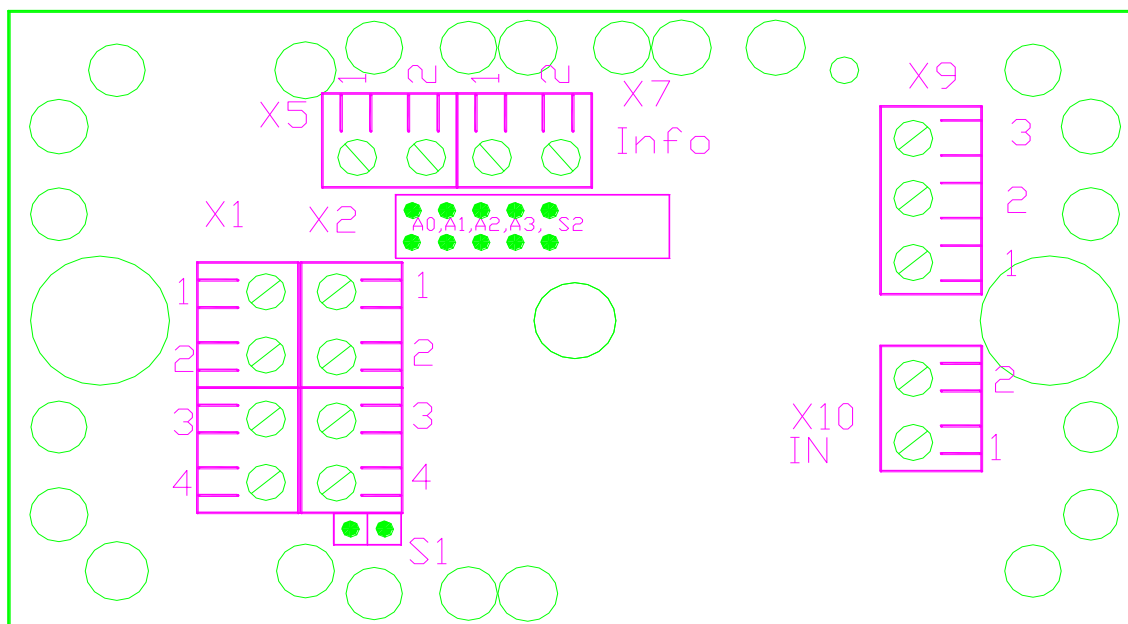 1 2 1 2
X5 X7 X9
Info
3
X1 X2
A0,A1,A2,A3, S2
2
1 1 1
2 2 2
3 3 X10
IN 1
4 4
S1